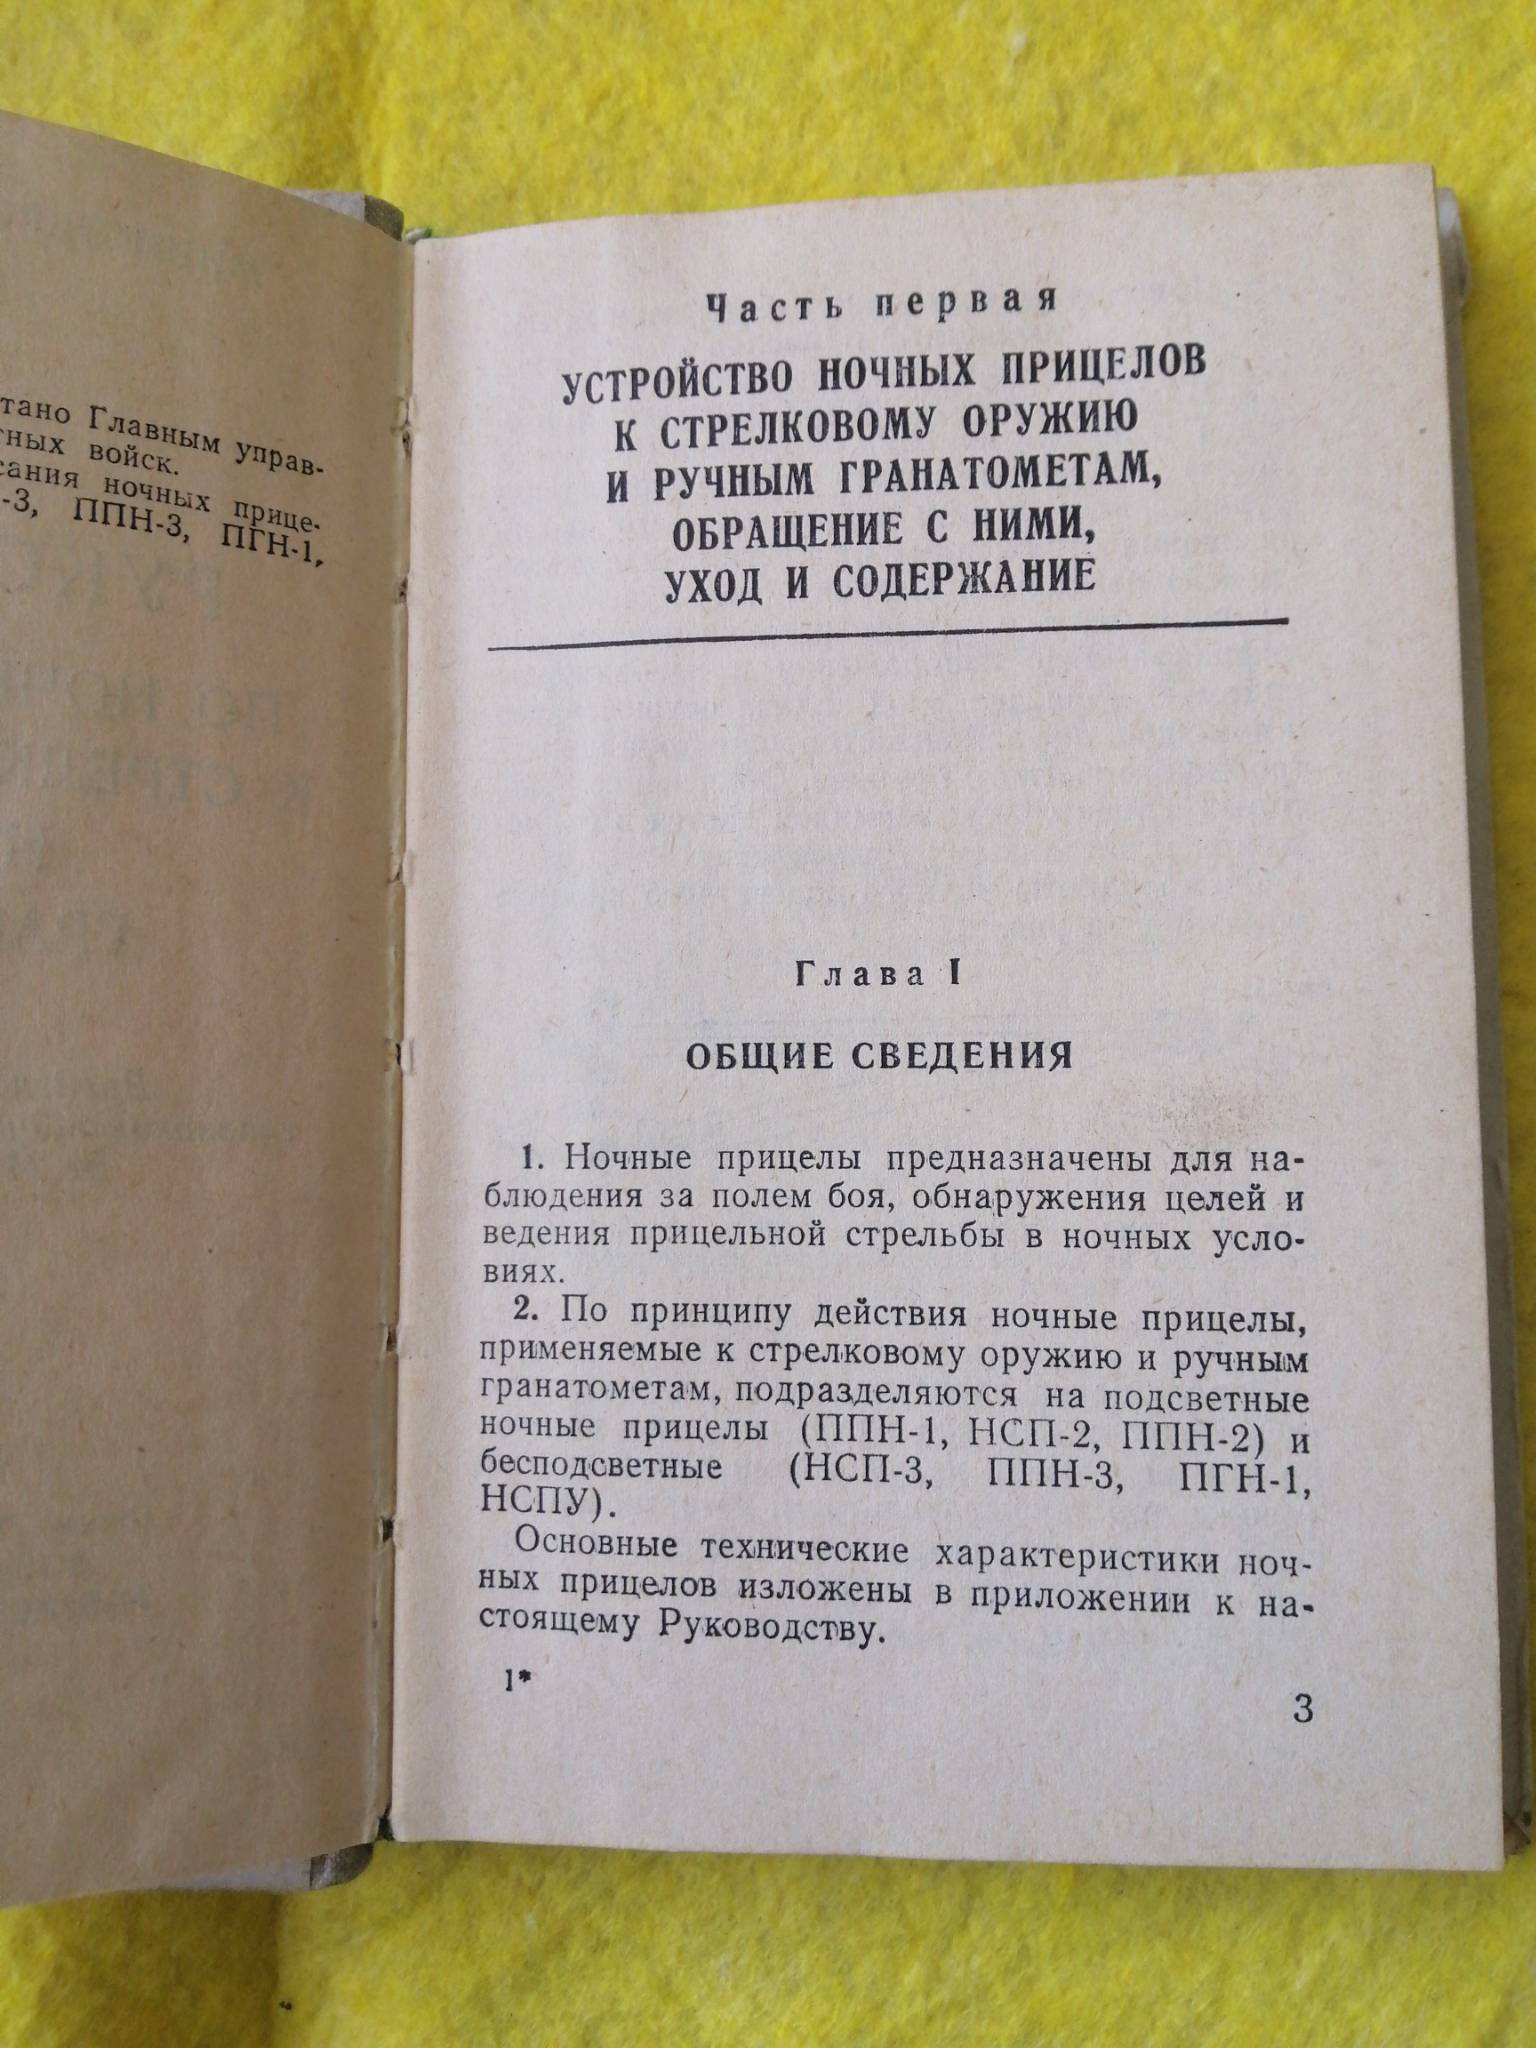 тано Главным управ-
тных войск.
сания ночных прице-
-3, ППН-3, ПГН-1,
Часть первая
УСТРОЙСТВО НОЧНЫХ ПРИЦЕЛОВ
К СТРЕЛКОВОМУ ОРУЖИЮ
И РУЧНЫМ ГРАНАТОМЕТАМ,
ОБРАЩЕНИЕ С НИМИ,
УХОД И СОДЕРЖАНИЕ
Глава I
ОБЩИЕ СВЕДЕНИЯ
1. Ночные прицелы предназначены для на-
блюдения за полем боя, обнаружения целей и
ведения прицельной стрельбы в ночных усло-
виях.
2. По принципу действия ночные прицелы,
применяемые к стрелковому оружию и ручным
гранатометам, подразделяются на подсветные
ночные прицелы (ППН-1, НСП-2, ППН-2) и
бесподсветные (НСП-3, ППН-3, ПГН-1,
НСПУ).
Основные технические характеристики ноч-
ных прицелов изложены в приложении к на-
стоящему Руководству.
1*
3